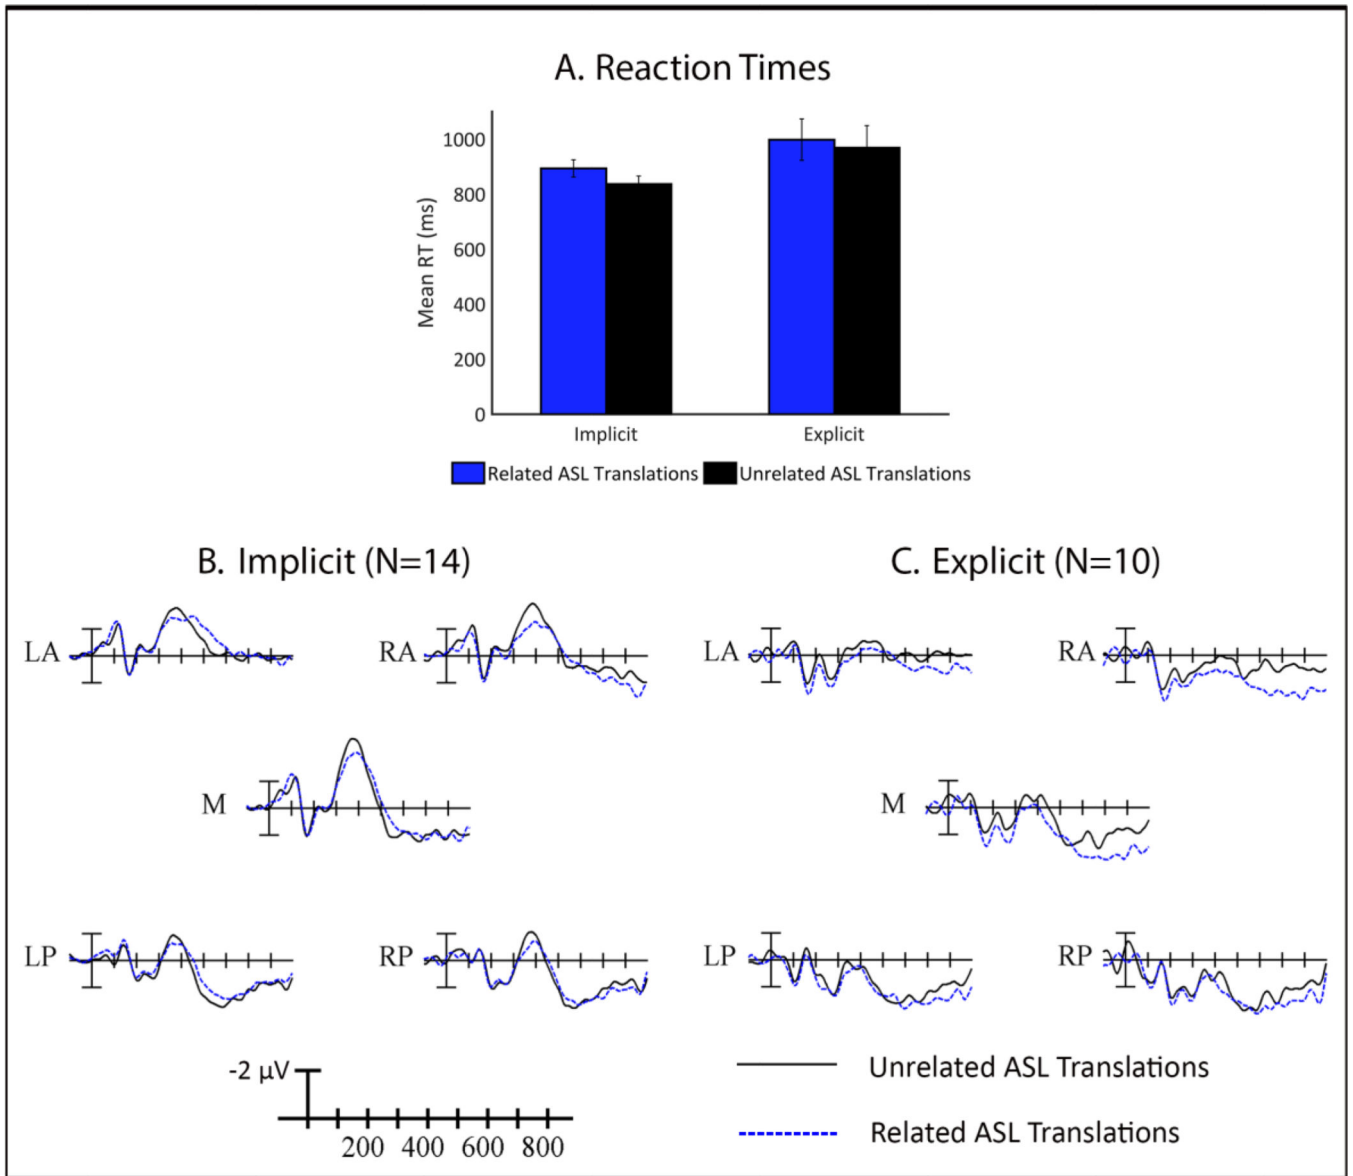 A. Reaction Times
1000
800
600
400
200
0
Mean RT (ms)
Implicit Explicit
Related ASL Translations Unrelated ASL Translations
B. Implicit (N=14) C. Explicit (N=10)
LA RA LA RA
M M
LP RP LP RP
-2 μV
200 400 600 800
Unrelated ASL Translations
Related ASL Translations